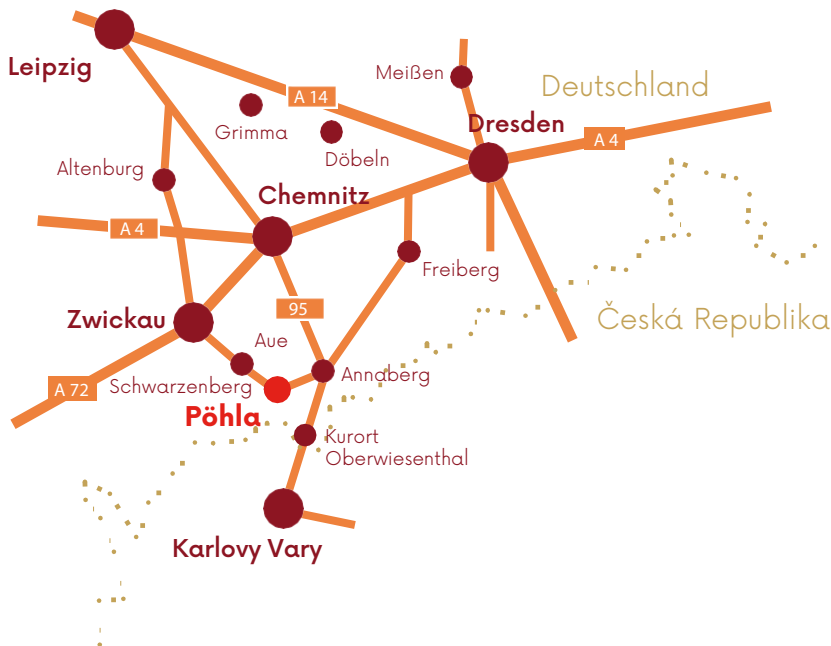 Leipzig
Meißen
Deutschland
A 14
Grimma
Dresden
Döbeln
A 4
Altenburg
Chemnitz
A 4
Freiberg
95
Zwickau
Česká Republika
Aue
A 72
Schwarzenberg
Annaberg
Pöhla
Kurort
Oberwiesenthal
Karlovy Vary